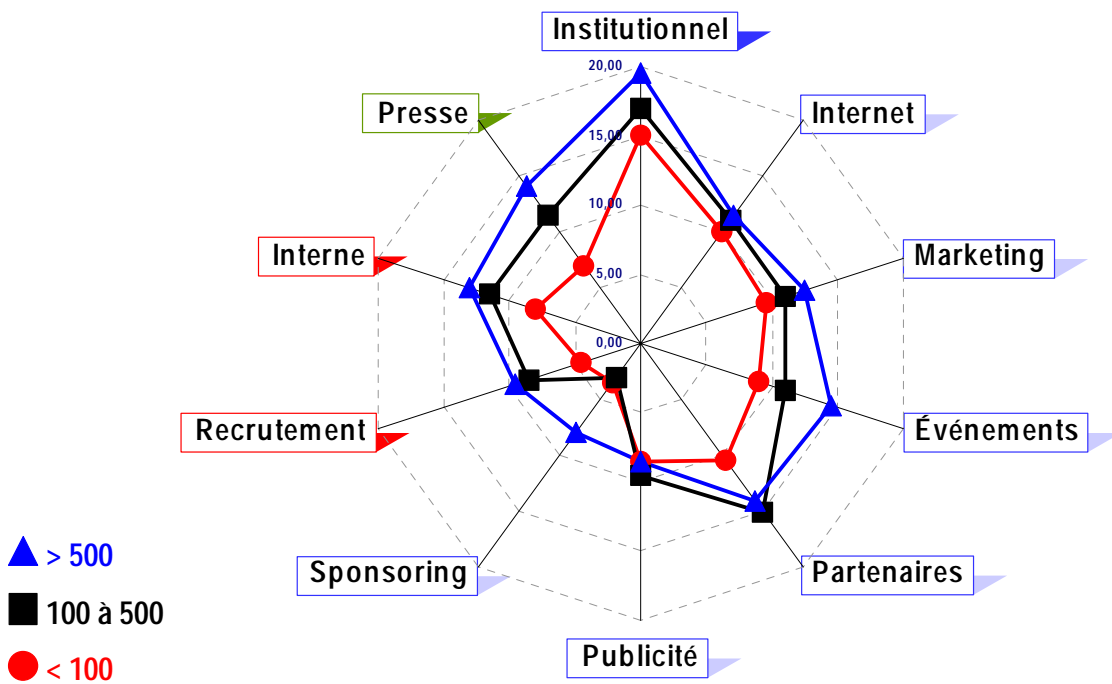 Institutionnel
20,00
Presse
Internet
15,00
10,00
Interne
Marketing
5,00
0,00
Recrutement
Événements
> 500
Sponsoring
Partenaires
100 à 500
Publicité
< 100